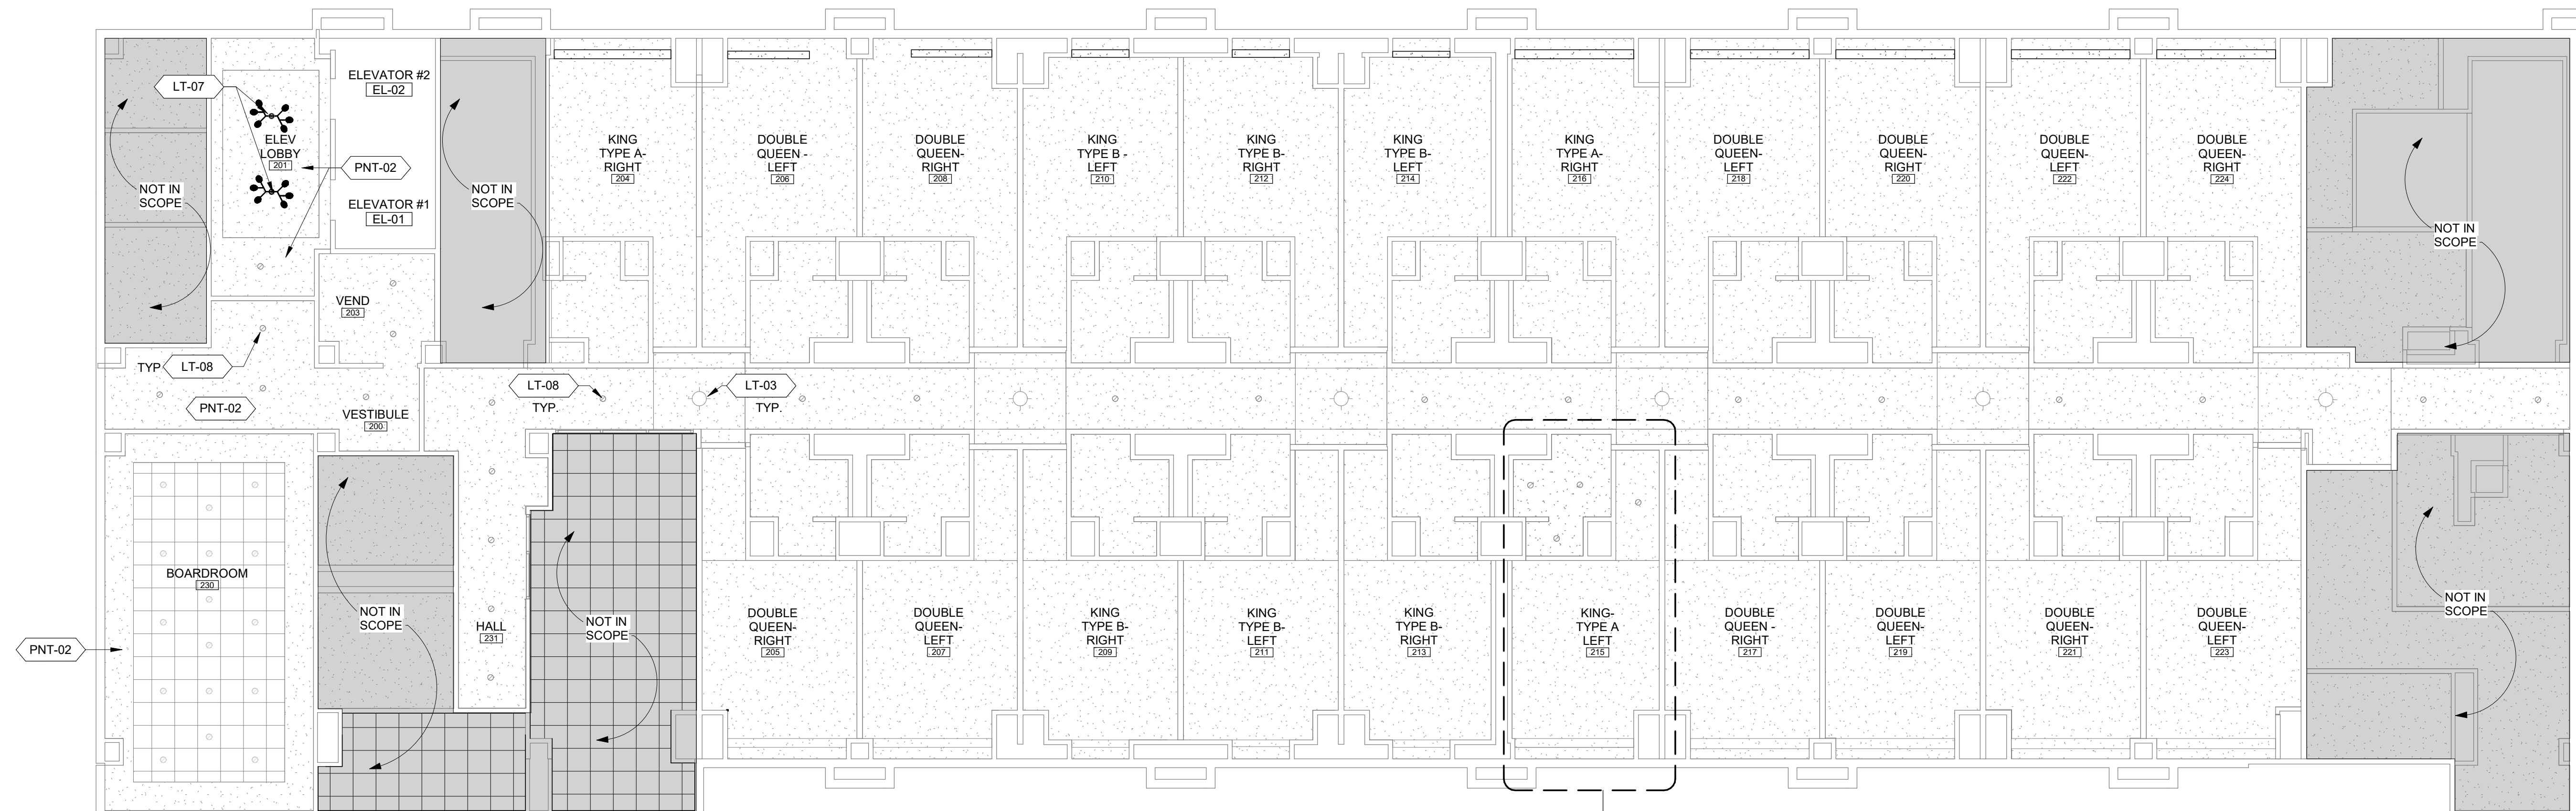 ELEVATOR #2
EL-02
LT-07
ELEV
LOBBY
201
PNT-02
NOT IN
SCOPE
ELEVATOR #1
EL-01
NOT IN
SCOPE
KING
TYPE A-
RIGHT
204
DOUBLE
QUEEN -
LEFT
206
DOUBLE
QUEEN-
RIGHT
208
KING
TYPE B -
LEFT
210
KING
TYPE B-
RIGHT
212
KING
TYPE B-
LEFT
214
KING
TYPE A-
RIGHT
216
DOUBLE
QUEEN-
LEFT
218
DOUBLE
QUEEN-
RIGHT
220
DOUBLE
QUEEN-
LEFT
222
DOUBLE
QUEEN-
RIGHT
224
NOT IN
SCOPE
VEND
203
TYP
LT-08
PNT-02
VESTIBULE
200
LT-08
TYP.
LT-03
TYP.
BOARDROOM
230
PNT-02
NOT IN
SCOPE
HALL
231
NOT IN
SCOPE
DOUBLE
QUEEN-
RIGHT
205
DOUBLE
QUEEN-
LEFT
207
KING
TYPE B-
RIGHT
209
KING
TYPE B-
LEFT
211
KING
TYPE B-
RIGHT
213
KING-
TYPE A
LEFT
215
DOUBLE
QUEEN -
RIGHT
217
DOUBLE
QUEEN-
LEFT
219
DOUBLE
QUEEN-
RIGHT
221
DOUBLE
QUEEN-
LEFT
223
NOT IN
SCOPE